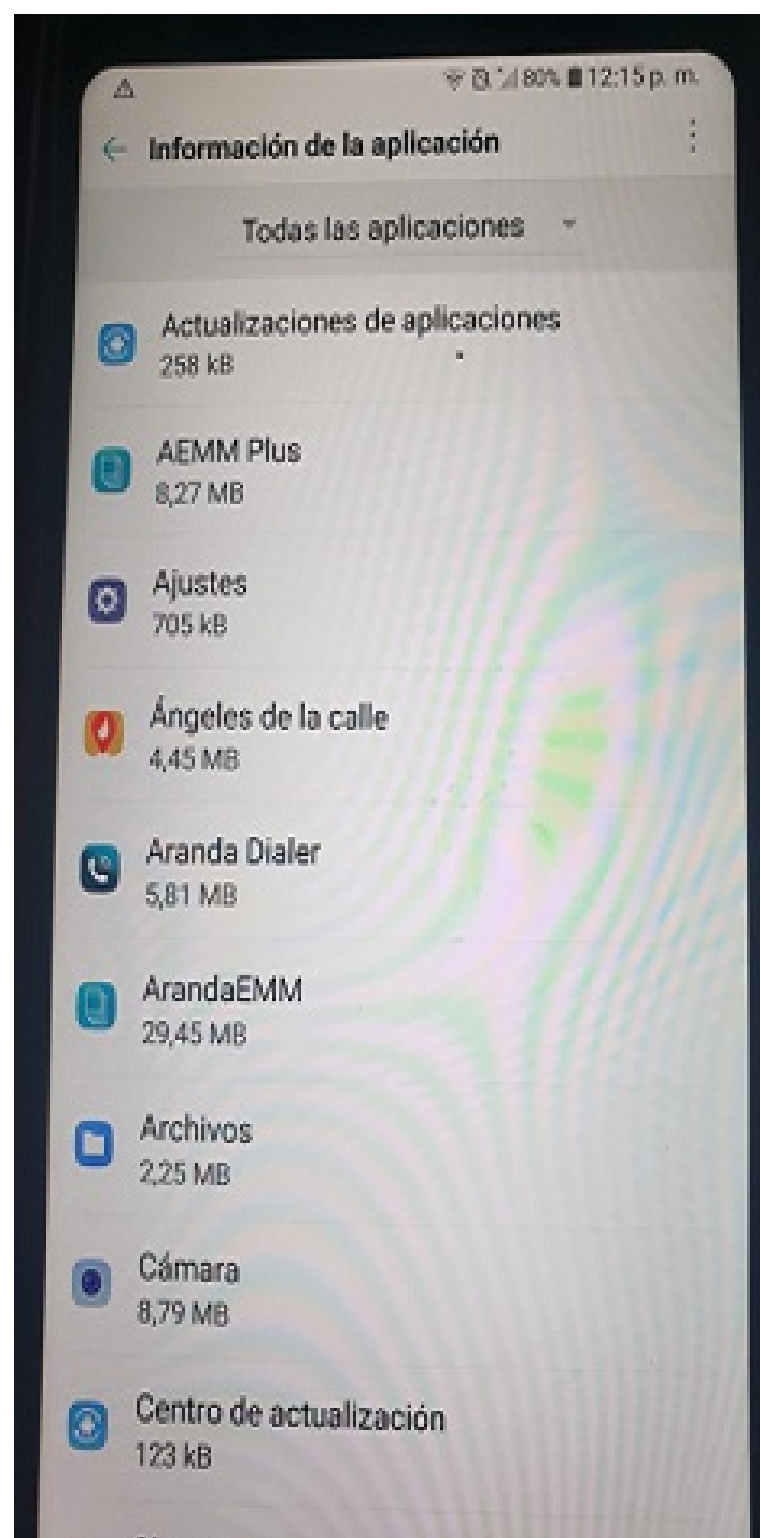 80% 12:15 p. m.
Información de la aplicación
Todas las aplicaciones
Actualizaciones de aplicaciones
258 kB
AEMM Plus
8,27 MB
Ajustes
705 kB
Ángeles de la calle
4,45 MB
Aranda Dialer
5,81 MB
ArandaEMM
29,45 MB
Archivos
2,25 MB
Cámara
8,79 MB
Centro de actualización
123 kB